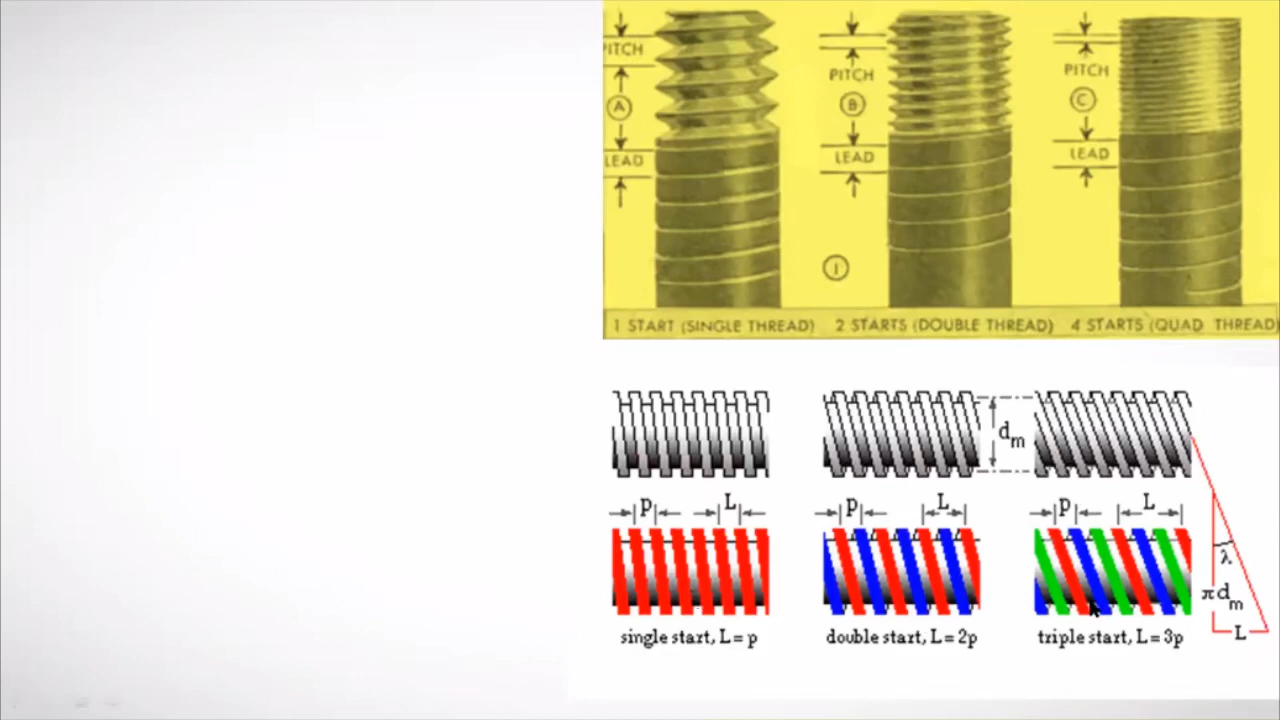 PITCH
A
LEAD
PITCH
B
LEAD
PITCH
C
LEAD
1
1 START (SINGLE THREAD) 2 STARTS (DOUBLE THREAD) 4 STARTS (QUAD THREAD)
dm
p L p L p L
λ
πdm
L
single start, L = p double start, L = 2p triple start, L = 3p